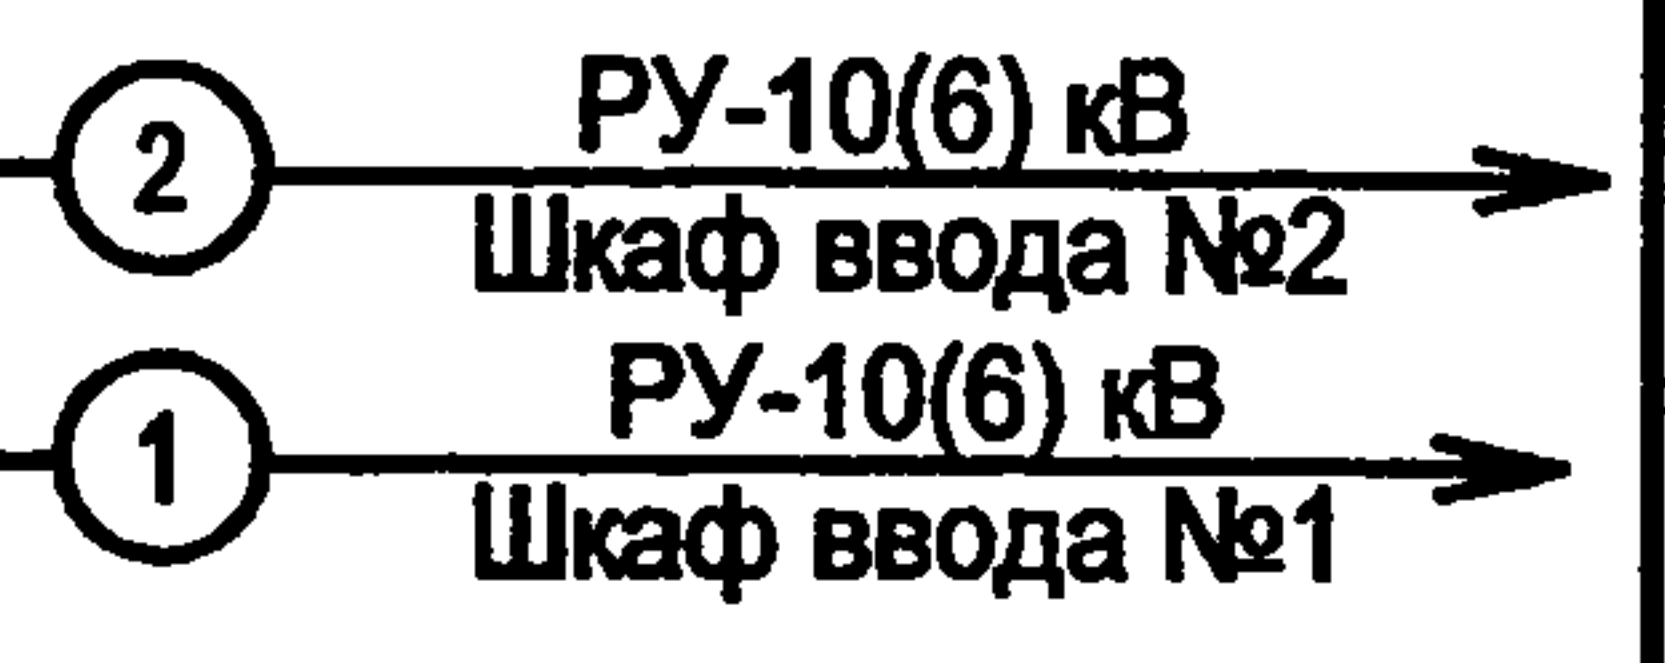 2
РУ-10(6) кВ
Шкаф ввода №2
1
РУ-10(6) кВ
Шкаф ввода №1